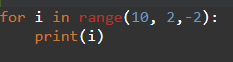 for i in range(10, 2,-2):
    print(i)